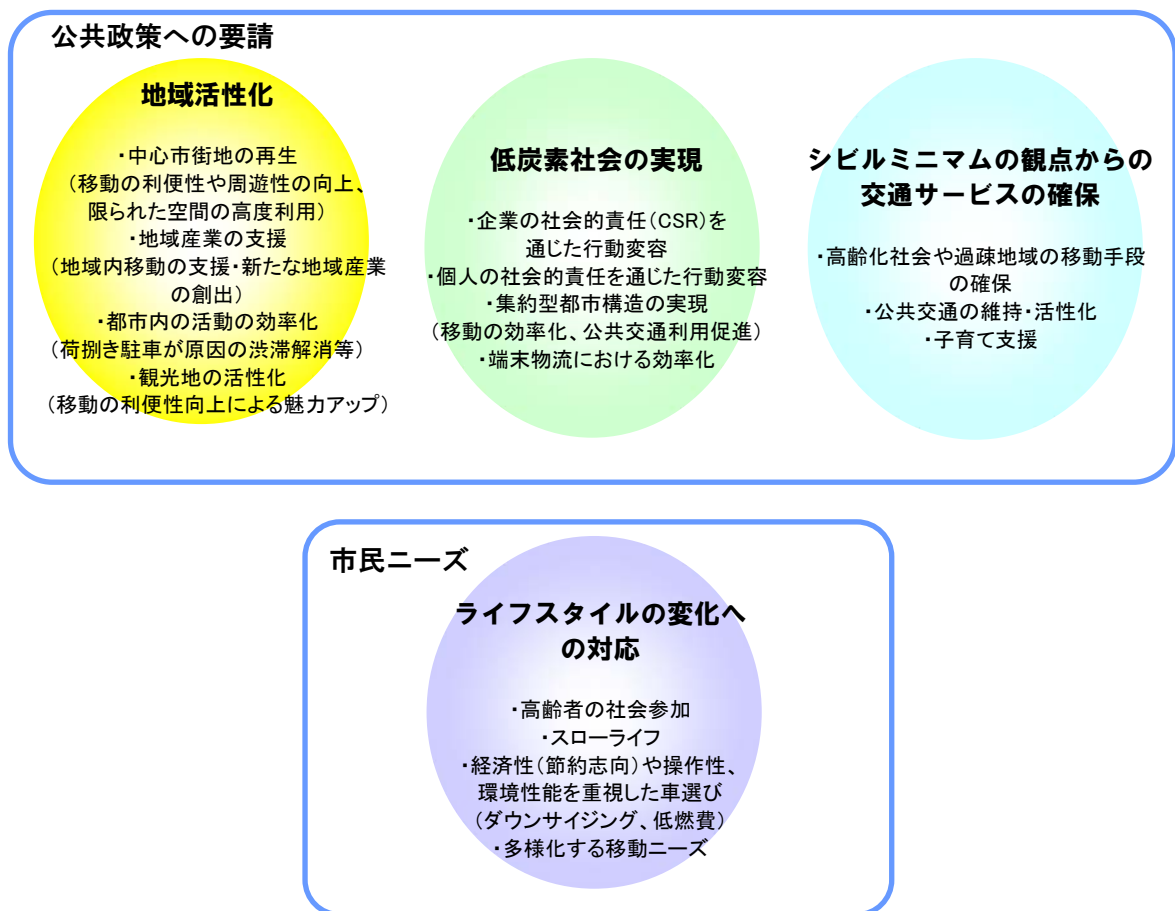 公共政策への要請
地域活性化
・中心市街地の再生
(移動の利便性や周遊性の向上、
限られた空間の高度利用)
・地域産業の支援
(地域内移動の支援・新たな地域産業
の創出)
・都市内の活動の効率化
(荷捌き駐車が原因の渋滞解消等)
・観光地の活性化
(移動の利便性向上による魅力アップ)
低炭素社会の実現
・企業の社会的責任(CSR)を
通じた行動変容
・個人の社会的責任を通じた行動変容
・集約型都市構造の実現
(移動の効率化、公共交通利用促進)
・端末物流における効率化
シビルミニマムの観点からの
交通サービスの確保
・高齢化社会や過疎地域の移動手段
の確保
・公共交通の維持・活性化
・子育て支援
市民ニーズ
ライフスタイルの変化へ
の対応
・高齢者の社会参加
・スローライフ
・経済性(節約志向)や操作性、
環境性能を重視した車選び
(ダウンサイジング、低燃費)
・多様化する移動ニーズ